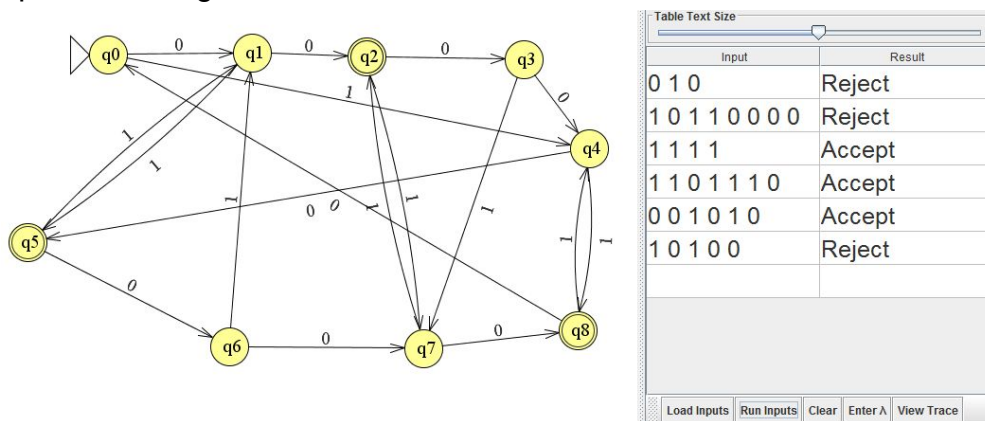 Table Text Size
Input Result
0 1 0 Reject
1 0 1 1 0 0 0 0 Reject
1 1 1 1 Accept
1 1 0 1 1 1 0 Accept
0 0 1 0 1 0 Accept
1 0 1 0 0 Reject
Load Inputs Run Inputs Clear Enter λ View Trace
q0 0 q1 0 q2 0 q3
1 0
q4
1
1
0 0 1 1 1 1 1 1
q5
0
q6 0 q7 0 q8